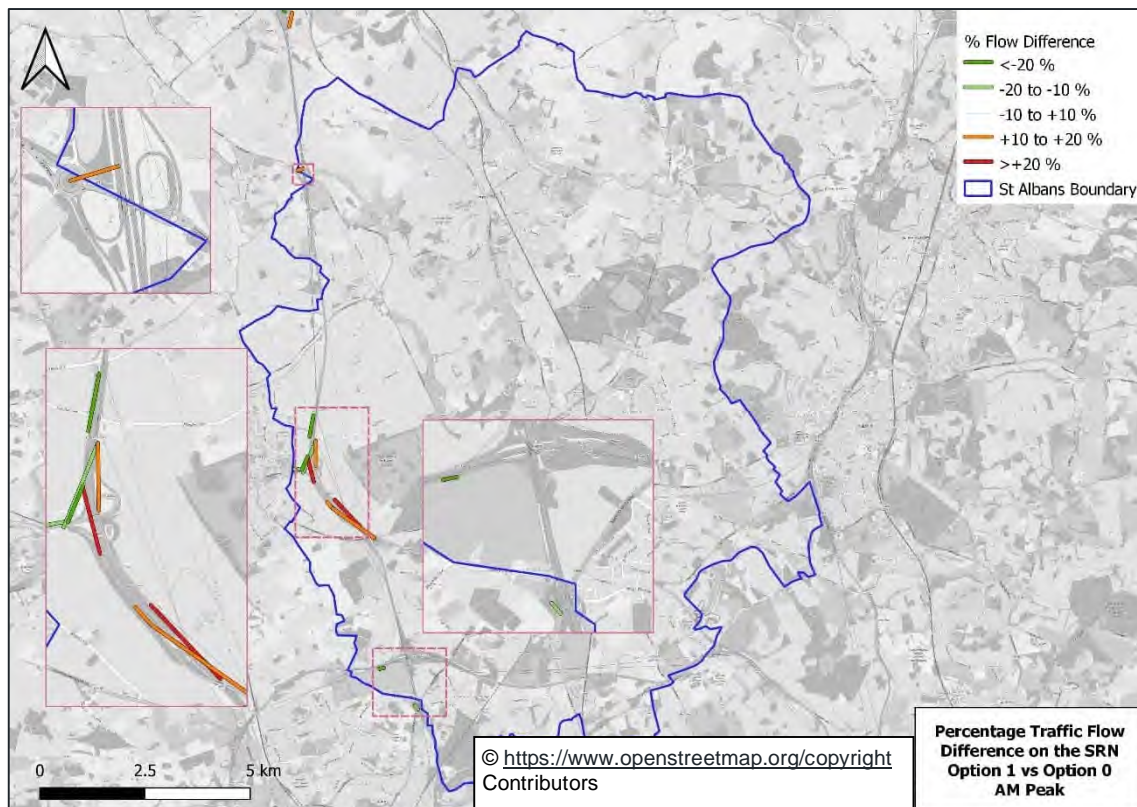 % Flow Difference
<-20 %
-20 to -10 %
-10 to +10 %
+10 to +20 %
>+20 %
St Albans Boundary
0 2.5 5 km
© https://www.openstreetmap.org/copyright
Contributors
Percentage Traffic Flow
Difference on the SRN
Option 1 vs Option 0
AM Peak